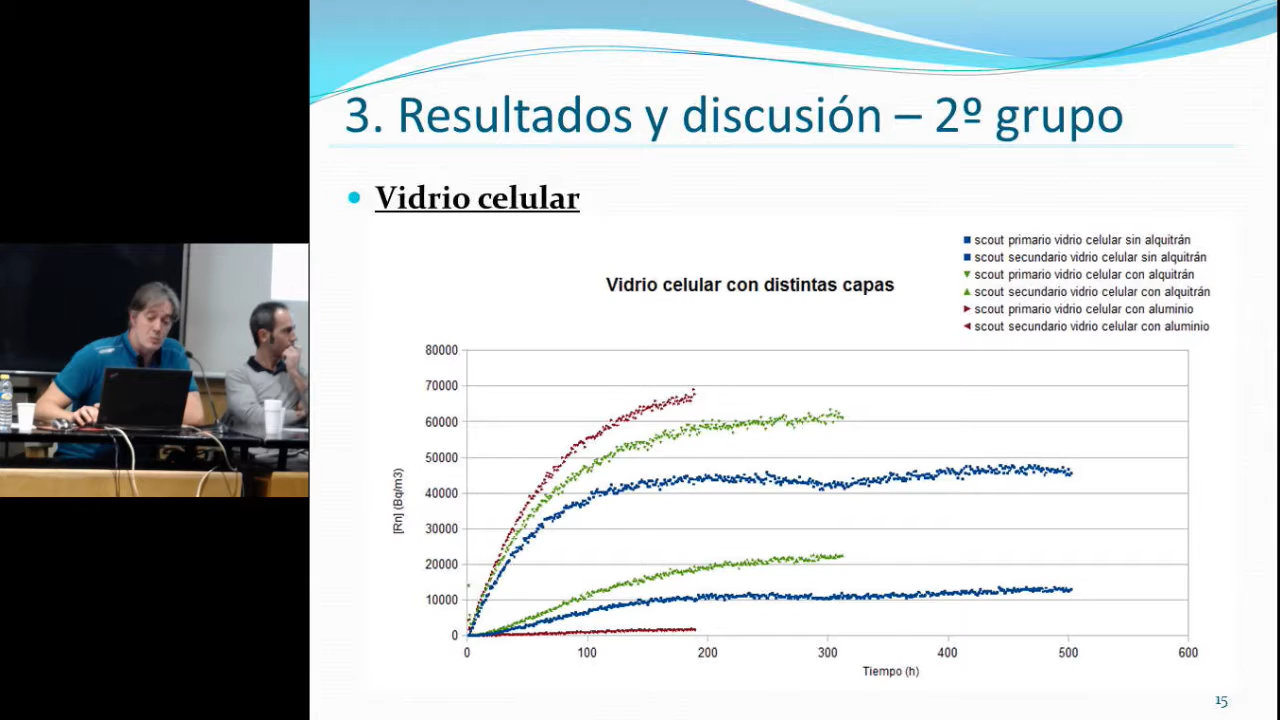 3. Resultados y discusión – 2º grupo
Vidrio celular
scout primario vidrio celular sin alquitrán
scout secundario vidrio celular sin alquitrán
scout primario vidrio celular con alquitrán
scout secundario vidrio celular con alquitrán
scout primario vidrio celular con aluminio
scout secundario vidrio celular con aluminio
Vidrio celular con distintas capas
80000
70000
60000
50000
40000
30000
20000
10000
0
[Rn] (Bq/m3)
0 100 200 300 400 500 600
Tiempo (h)
15